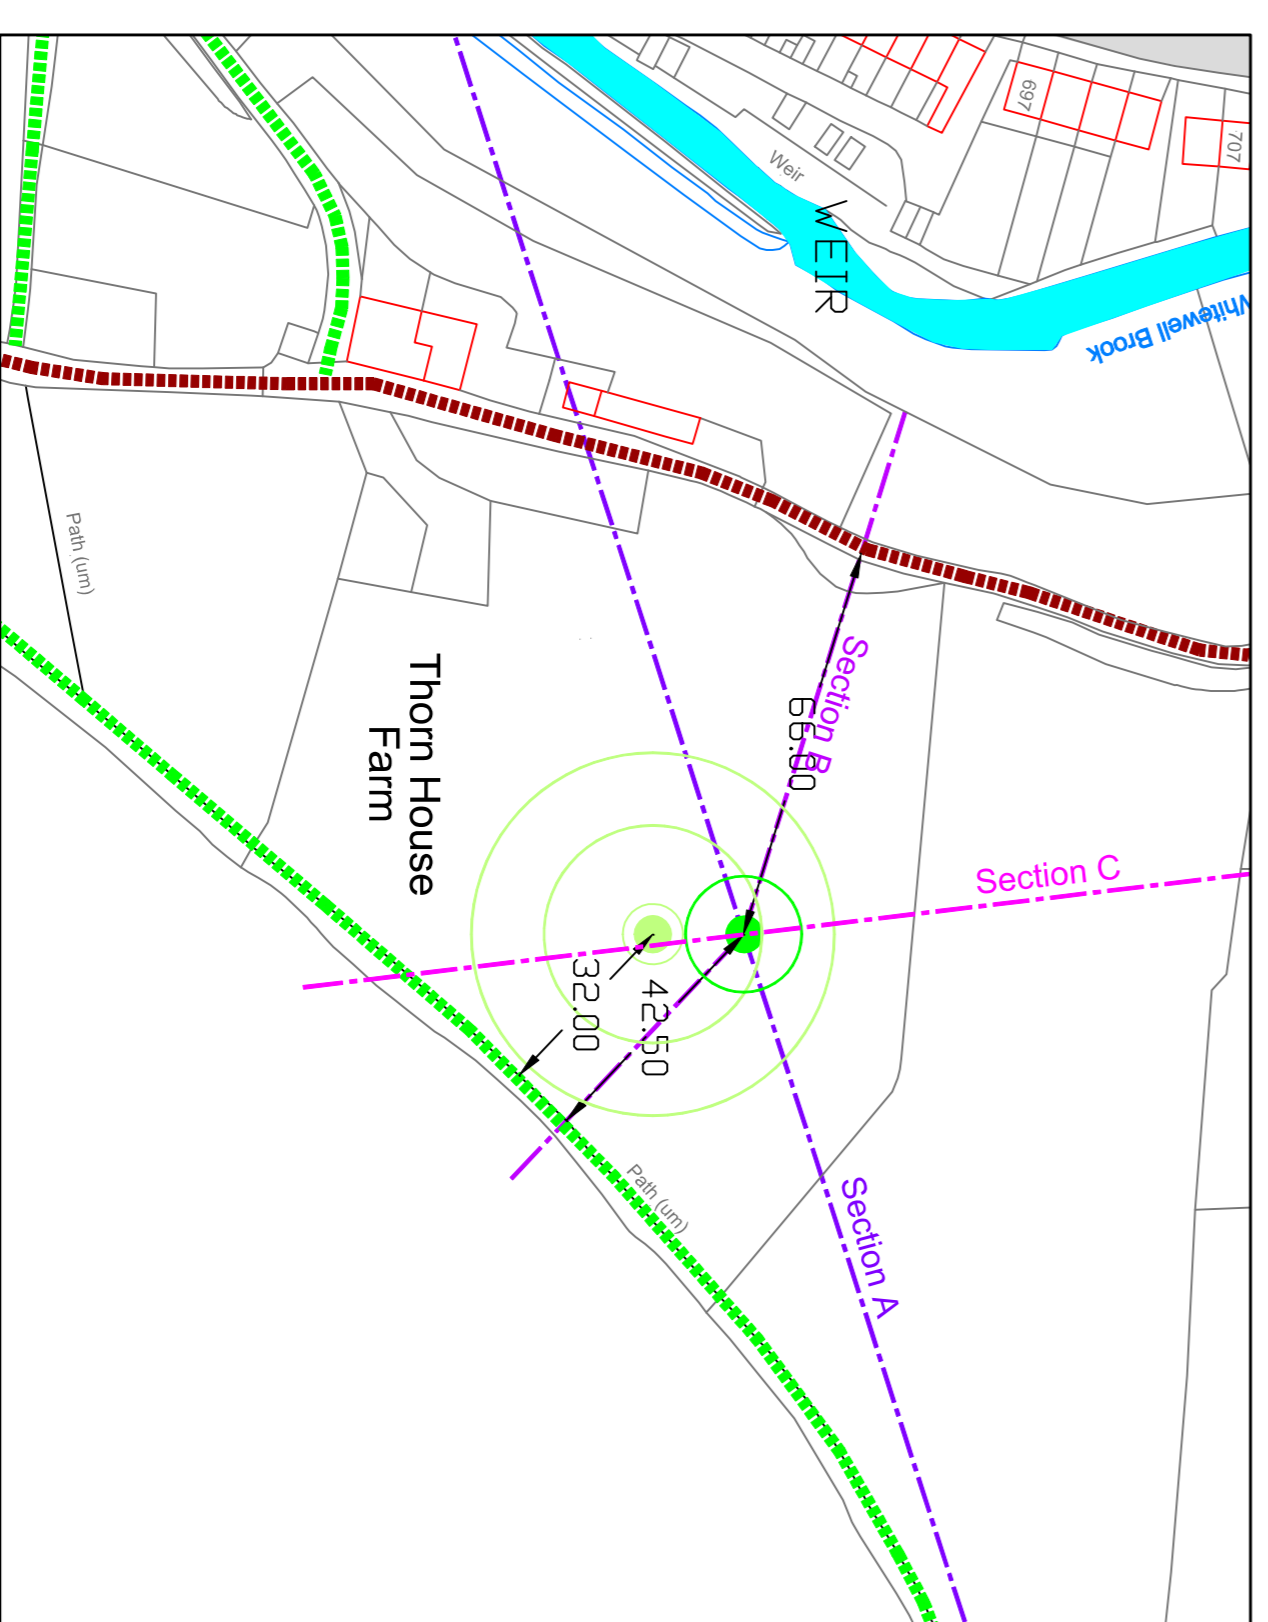 697
707
Weir
WEIR
Whitewell Brook
Path (um)
Section B
66.00
Thorn House
Farm
Section C
32.00
42.50
Path (um)
Section A